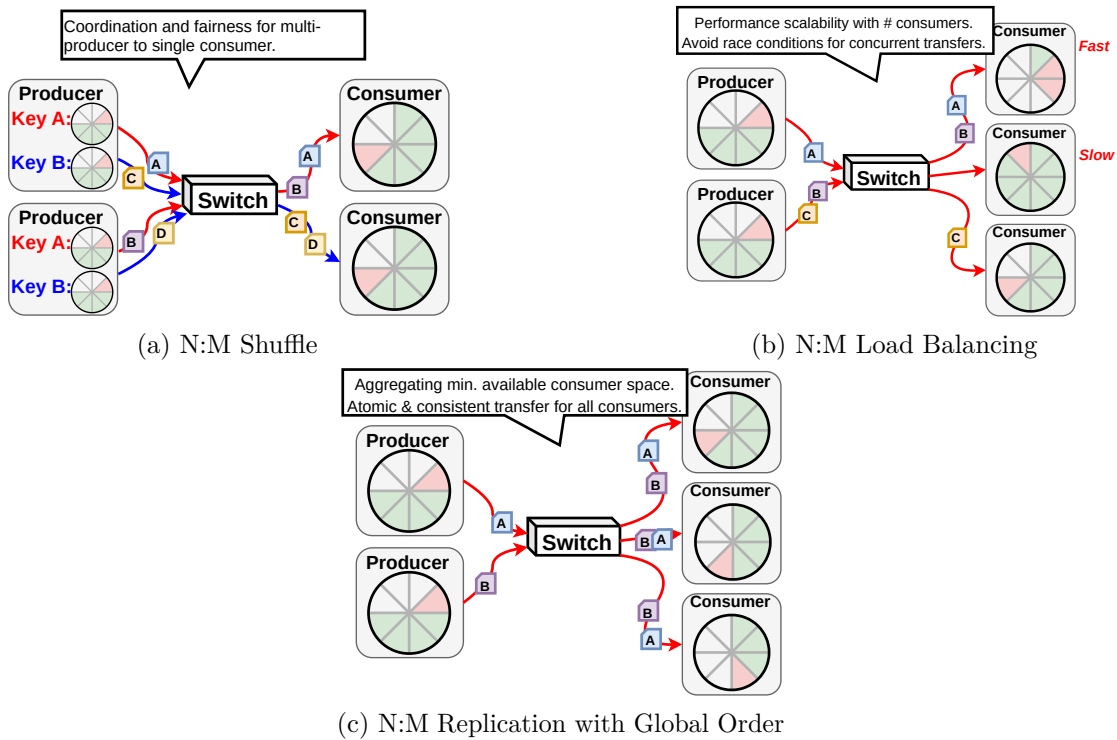 Coordination and fairness for multi-
producer to single consumer.
Producer
Key A:
Key B:
Producer
Key A:
Key B:
A
C
B
D
Switch
A
B
C
D
Consumer
Consumer
(a) N:M Shuffle
Performance scalability with # consumers.
Avoid race conditions for concurrent transfers.
Producer
Producer
A
B
C
Switch
A
B
C
Consumer
Fast
Consumer
Slow
Consumer
(b) N:M Load Balancing
Aggregating min. available consumer space.
Atomic & consistent transfer for all consumers.
Producer
Producer
A
B
Switch
A
B
B A
B
A
Consumer
Consumer
Consumer
(c) N:M Replication with Global Order